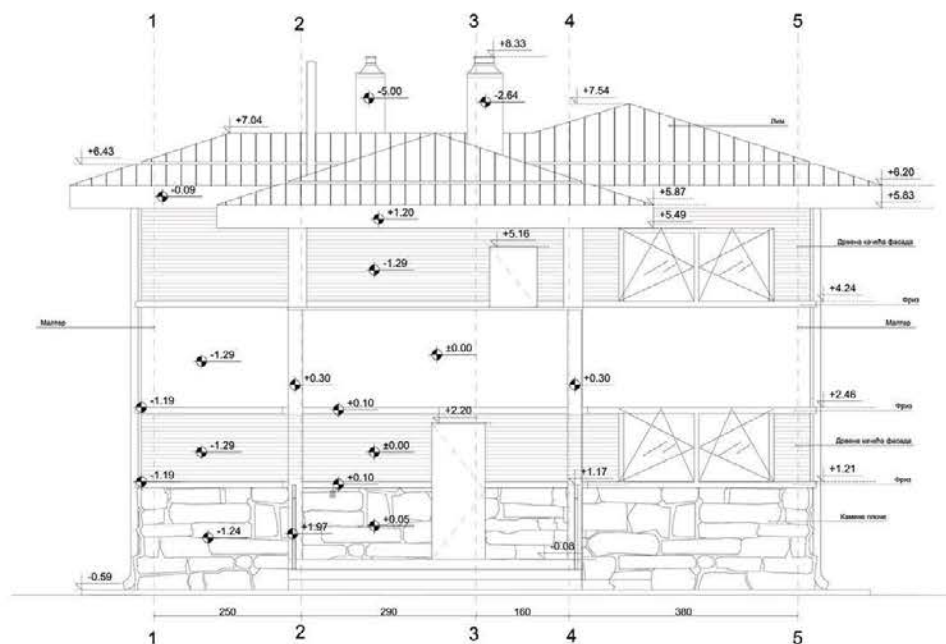 1 2 3 4 5
+8.33
-5.00 -2.64 +7.54
+7.04 Лим
+6.43
+6.20
-0.09 +5.87 +5.83
+1.20 +5.49
+5.16
Дрвена качећа фасада
-1.29
+4.24
Фриз
Малтер Малтер
±0.00
-1.29
+0.30 +0.30
-1.19 +0.10 +2.46
Фриз
+2.20
Дрвена качећа фасада
-1.29 ±0.00
-1.19 +0.10 +1.17 +1.21
Фриз
Камене плоче
+0.05
-1.24 +1.97
-0.08
-0.59
250 290 160 380
1 2 3 4 5